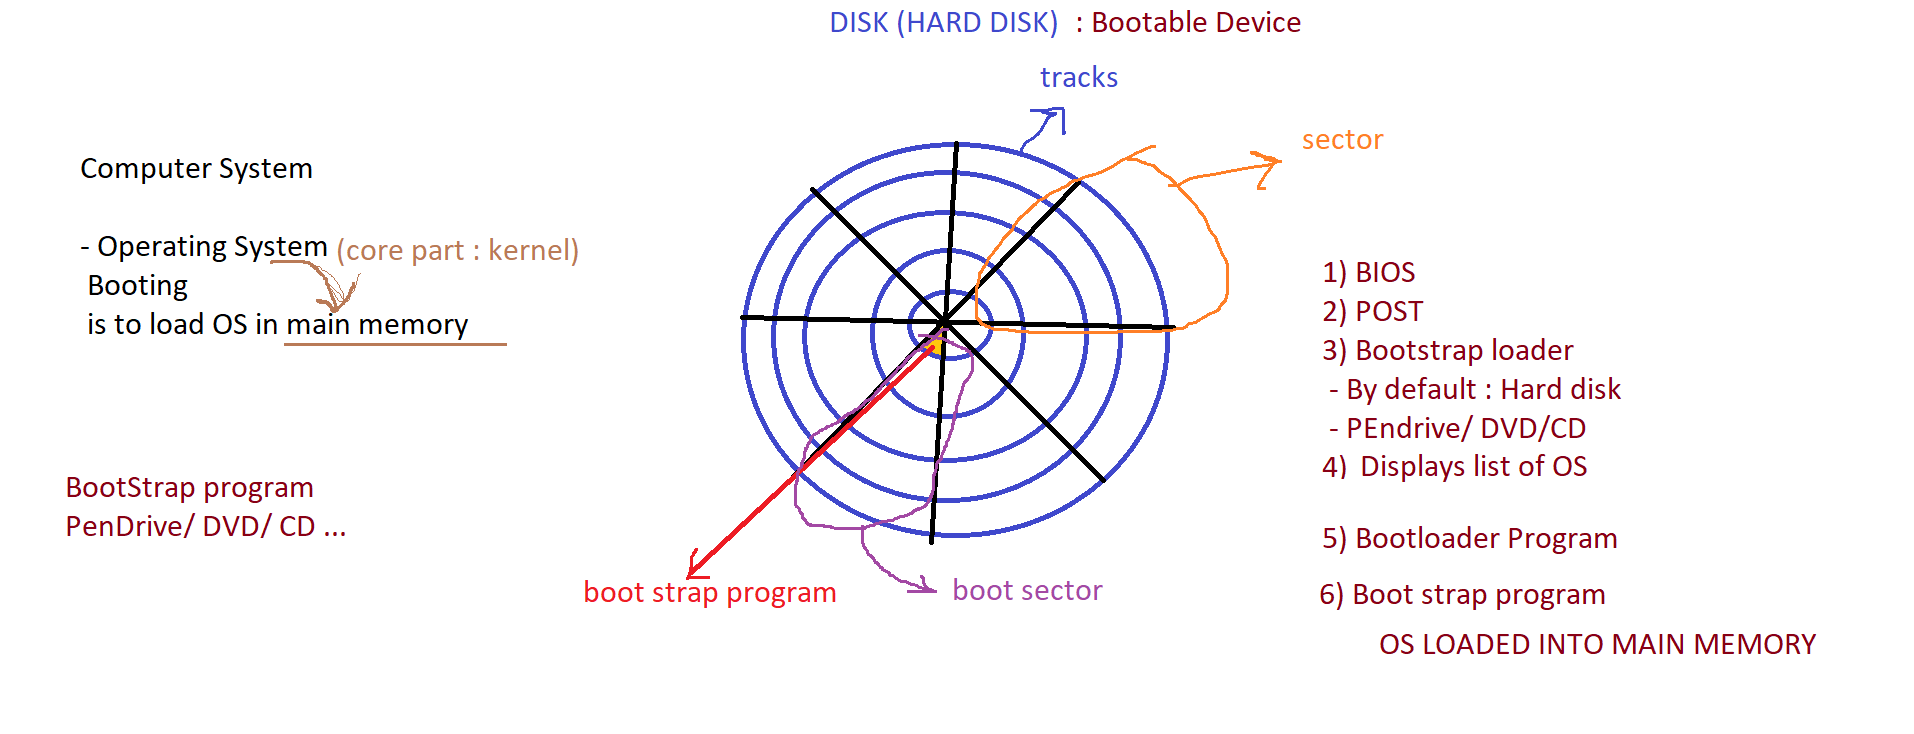 DISK (HARD DISK) : Bootable Device
tracks
sector
Computer System
- Operating System (core part : kernel)
Booting
is to load OS in main memory
BootStrap program
PenDrive/ DVD/ CD ...
boot strap program
boot sector
1) BIOS
2) POST
3) Bootstrap loader
- By default : Hard disk
- PEndrive/ DVD/CD
4) Displays list of OS
5) Bootloader Program
6) Boot strap program
OS LOADED INTO MAIN MEMORY